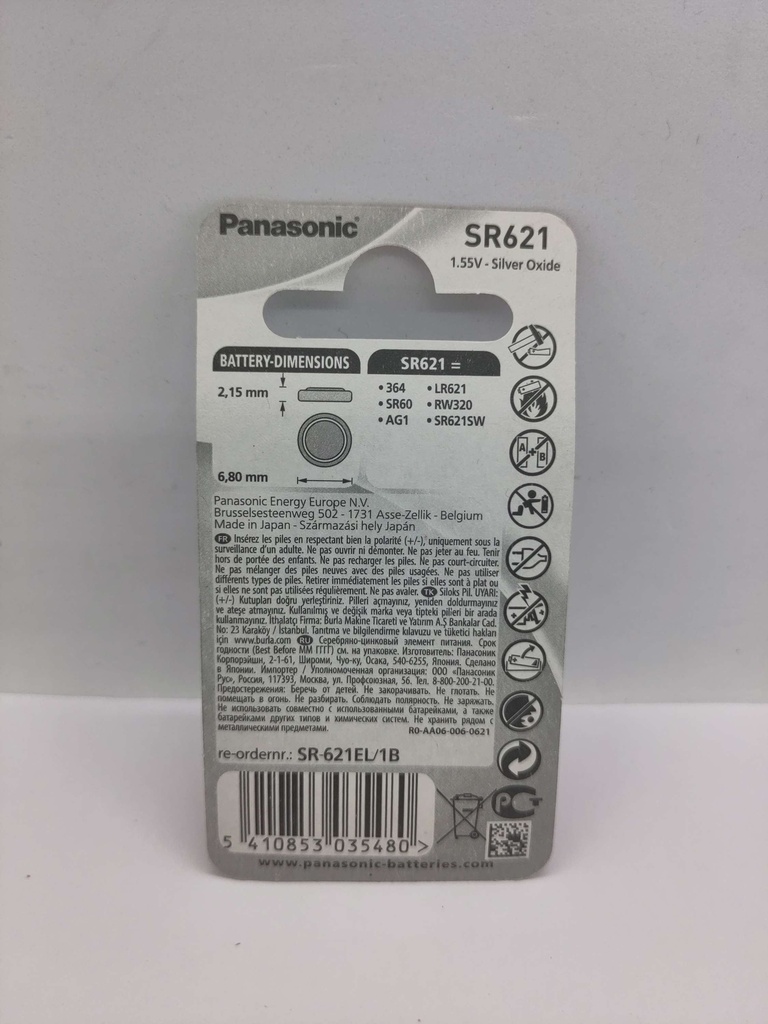 Panasonic
SR621
1.55V - Silver Oxide
BATTERY-DIMENSIONS
2,15 mm
6,80 mm
SR621 =
• 364 • LR621
• SR60 • RW320
• AG1 • SR621SW
A + B
Panasonic Energy Europe N.V.
Brusselsesteenweg 502 - 1731 Asse-Zellik - Belgium
Made in Japan - Származási hely Japán
FR Insérez les piles en respectant bien la polarité (+/-), uniquement sous la
surveillance d'un adulte. Ne pas ouvrir ni démonter. Ne pas jeter au feu. Tenir
hors de portée des enfants. Ne pas recharger les piles. Ne pas court-circuiter.
Ne pas mélanger des piles neuves avec des piles usagées. Ne pas utiliser
différents types de piles. Retirer immédiatement les piles si elles sont à plat ou
si elles ne sont pas utilisées régulièrement. Ne pas avaler. TK Siloks Pil. UYARI:
(+/-) Kutupları doğru yerleştiriniz. Pilleri açmayınız, yeniden doldurmayınız
ve ateşe atmayınız. Kullanılmış ve değişik marka veya tipteki pilleri bir arada
kullanmayınız. İthalatçı Firma: Burla Makine Ticareti ve Yatırım A.Ş Bankalar Cad.
No: 23 Karaköy / İstanbul. Tanıtma ve bilgilendirme kılavuzu ve tüketici hakları
için www.burla.com RU Серебряно-цинковый элемент питания. Срок
годности (Best Before MM ГГГГ) см. на упаковке. Изготовитель: Панасоник
Корпорэйшн, 2-1-61, Широми, Чуо-ку, Осака, 540-6255, Япония. Сделано
в Японии. Импортер / Уполномоченная организация: ООО «Панасоник
Рус», Россия, 117393, Москва, ул. Профсоюзная, 56. Тел. 8-800-200-21-00.
Предостережения: Беречь от детей. Не закорачивать. Не глотать. Не
помещать в огонь. Не разбирать. Соблюдать полярность. Не заряжать.
Не использовать совместно с использованными батарейками, а также
батарейками других типов и химических систем. Не хранить рядом с
металлическими предметами.
R0-AA06-006-0621
re-ordernr.: SR-621EL/1B
5 410853 035480 >
www.panasonic-batteries.com